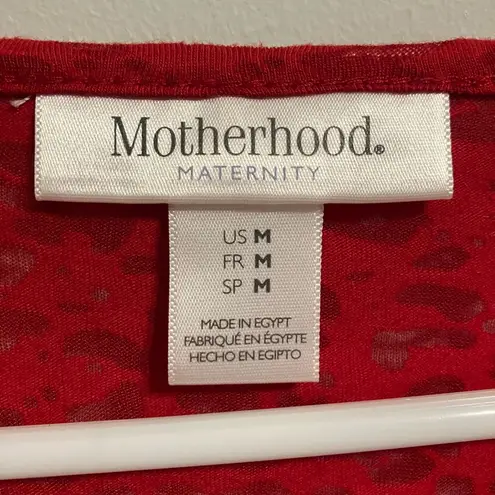 Motherhood®
MATERNITY
US M
FR M
SP M
MADE IN EGYPT
FABRIQUÉ EN ÉGYPTE
HECHO EN EGIPTO